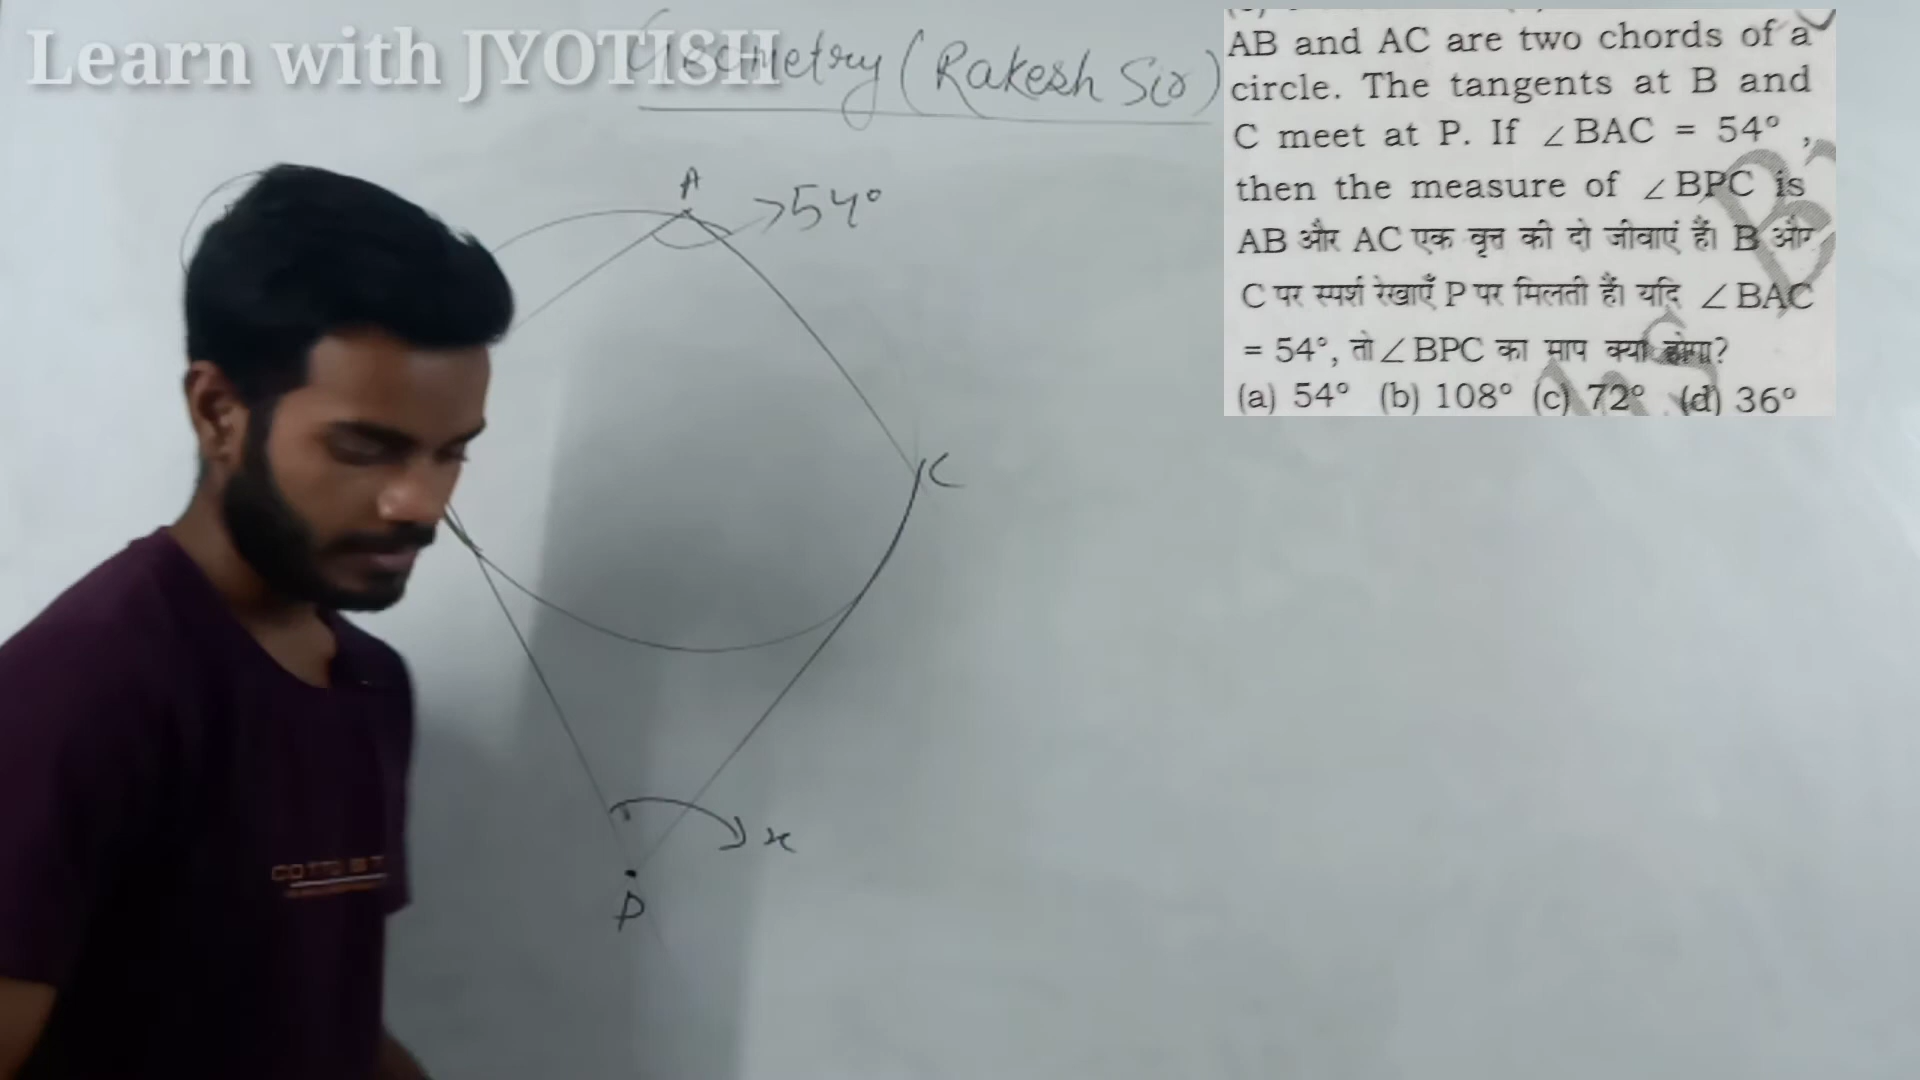 Learn with JYOTISH
Geometry (Rakesh Sir)
AB and AC are two chords of a
circle. The tangents at B and
C meet at P. If ∠BAC = 54° ,
then the measure of ∠BPC is
AB और AC एक वृत्त की दो जीवाएं हैं। B और
C पर स्पर्श रेखाएँ P पर मिलती हैं। यदि ∠BAC
= 54°, तो ∠BPC का माप क्या होगा?
(a) 54° (b) 108° (c) 72° (d) 36°
A
54°
C
x
P